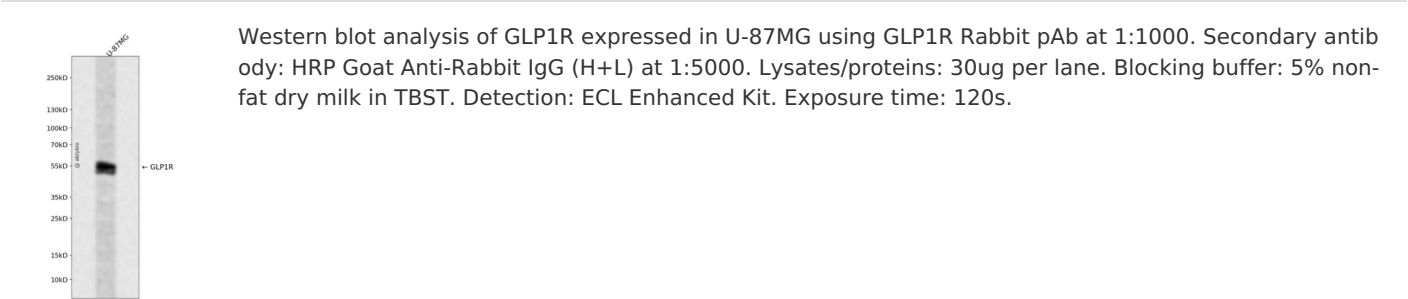 U-87MG
250kD
130kD
100kD
70kD
55kD
← GLP1R
35kD
25kD
15kD
10kD
Western blot analysis of GLP1R expressed in U-87MG using GLP1R Rabbit pAb at 1:1000. Secondary antib
ody: HRP Goat Anti-Rabbit IgG (H+L) at 1:5000. Lysates/proteins: 30ug per lane. Blocking buffer: 5% non-
fat dry milk in TBST. Detection: ECL Enhanced Kit. Exposure time: 120s.